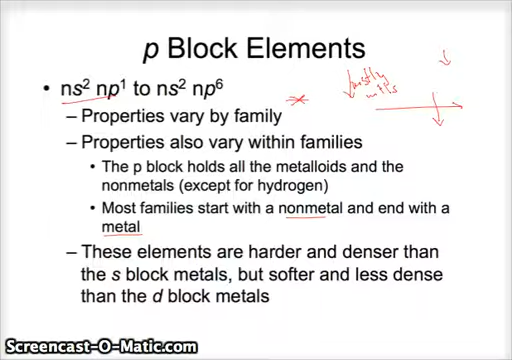 p Block Elements
• ns² np¹ to ns² np⁶
– Properties vary by family
– Properties also vary within families
• The p block holds all the metalloids and the
nonmetals (except for hydrogen)
• Most families start with a nonmetal and end with a
metal
– These elements are harder and denser than
the s block metals, but softer and less dense
than the d block metals
mostly
Screencast-O-Matic.com